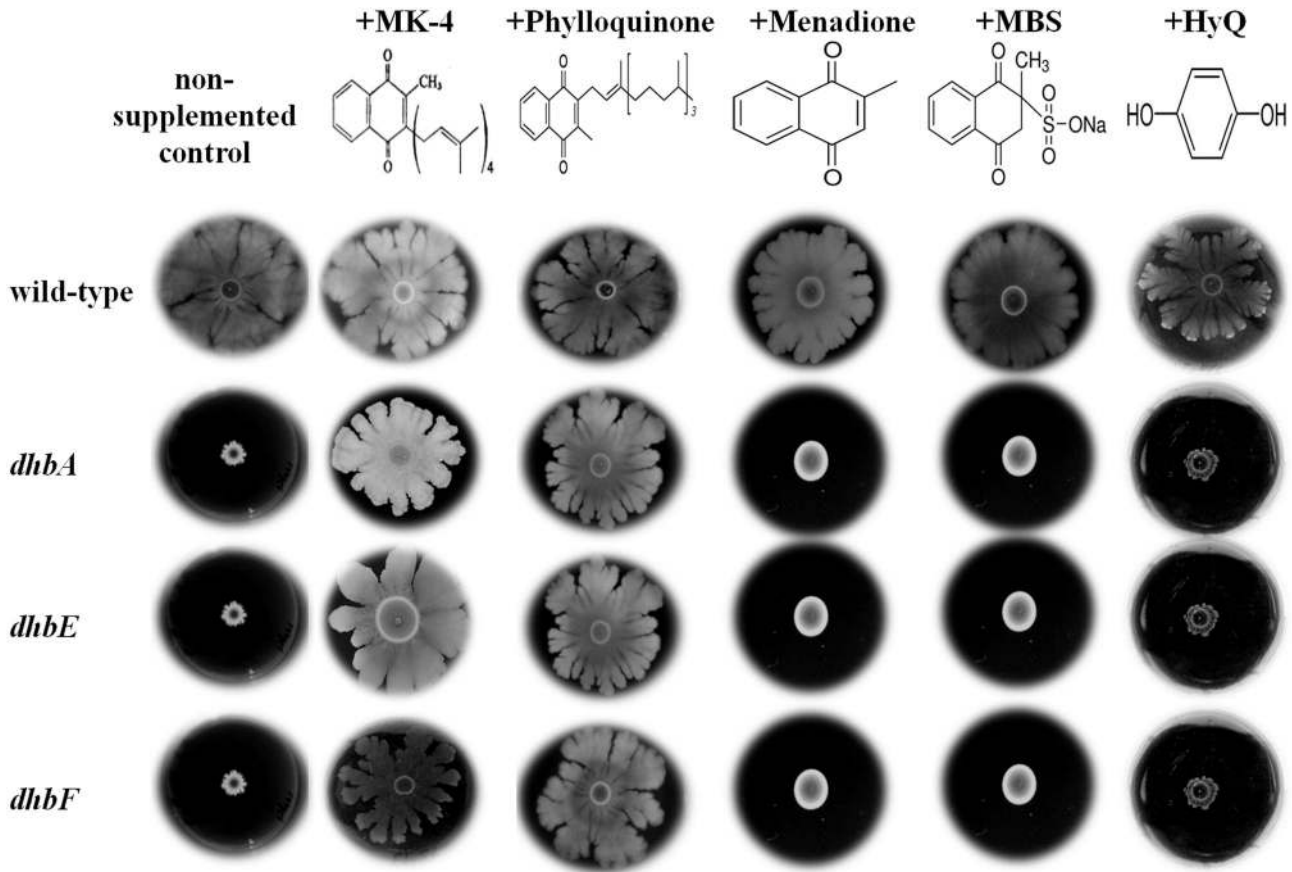 +MK-4 +Phylloquinone +Menadione +MBS +HyQ
non-
supplemented
control
O
CH₃
O
4
O
O
3
O
O
O
CH₃
O
S
ONa
O
O
HO
OH
wild-type
dhbA
dhbE
dhbF